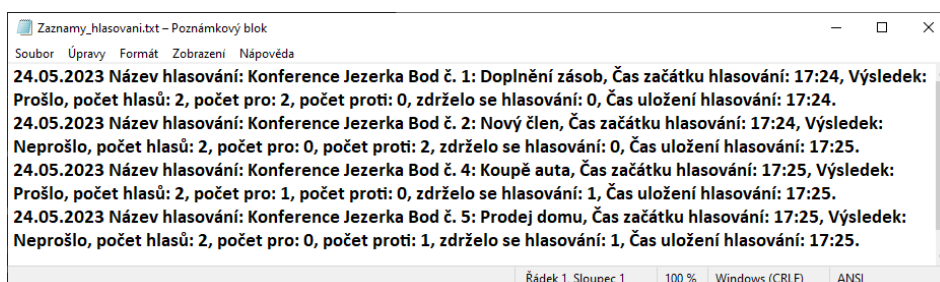 Zaznamy_hlasovani.txt – Poznámkový blok
Soubor Úpravy Formát Zobrazení Nápověda
24.05.2023 Název hlasování: Konference Jezerka Bod č. 1: Doplnění zásob, Čas začátku hlasování: 17:24, Výsledek:
Prošlo, počet hlasů: 2, počet pro: 2, počet proti: 0, zdrželo se hlasování: 0, Čas uložení hlasování: 17:24.
24.05.2023 Název hlasování: Konference Jezerka Bod č. 2: Nový člen, Čas začátku hlasování: 17:24, Výsledek:
Neprošlo, počet hlasů: 2, počet pro: 0, počet proti: 2, zdrželo se hlasování: 0, Čas uložení hlasování: 17:25.
24.05.2023 Název hlasování: Konference Jezerka Bod č. 4: Koupě auta, Čas začátku hlasování: 17:25, Výsledek:
Prošlo, počet hlasů: 2, počet pro: 1, počet proti: 0, zdrželo se hlasování: 1, Čas uložení hlasování: 17:25.
24.05.2023 Název hlasování: Konference Jezerka Bod č. 5: Prodej domu, Čas začátku hlasování: 17:25, Výsledek:
Neprošlo, počet hlasů: 2, počet pro: 0, počet proti: 1, zdrželo se hlasování: 1, Čas uložení hlasování: 17:25.
Řádek 1, Sloupec 1 100 % Windows (CRLF) ANSI